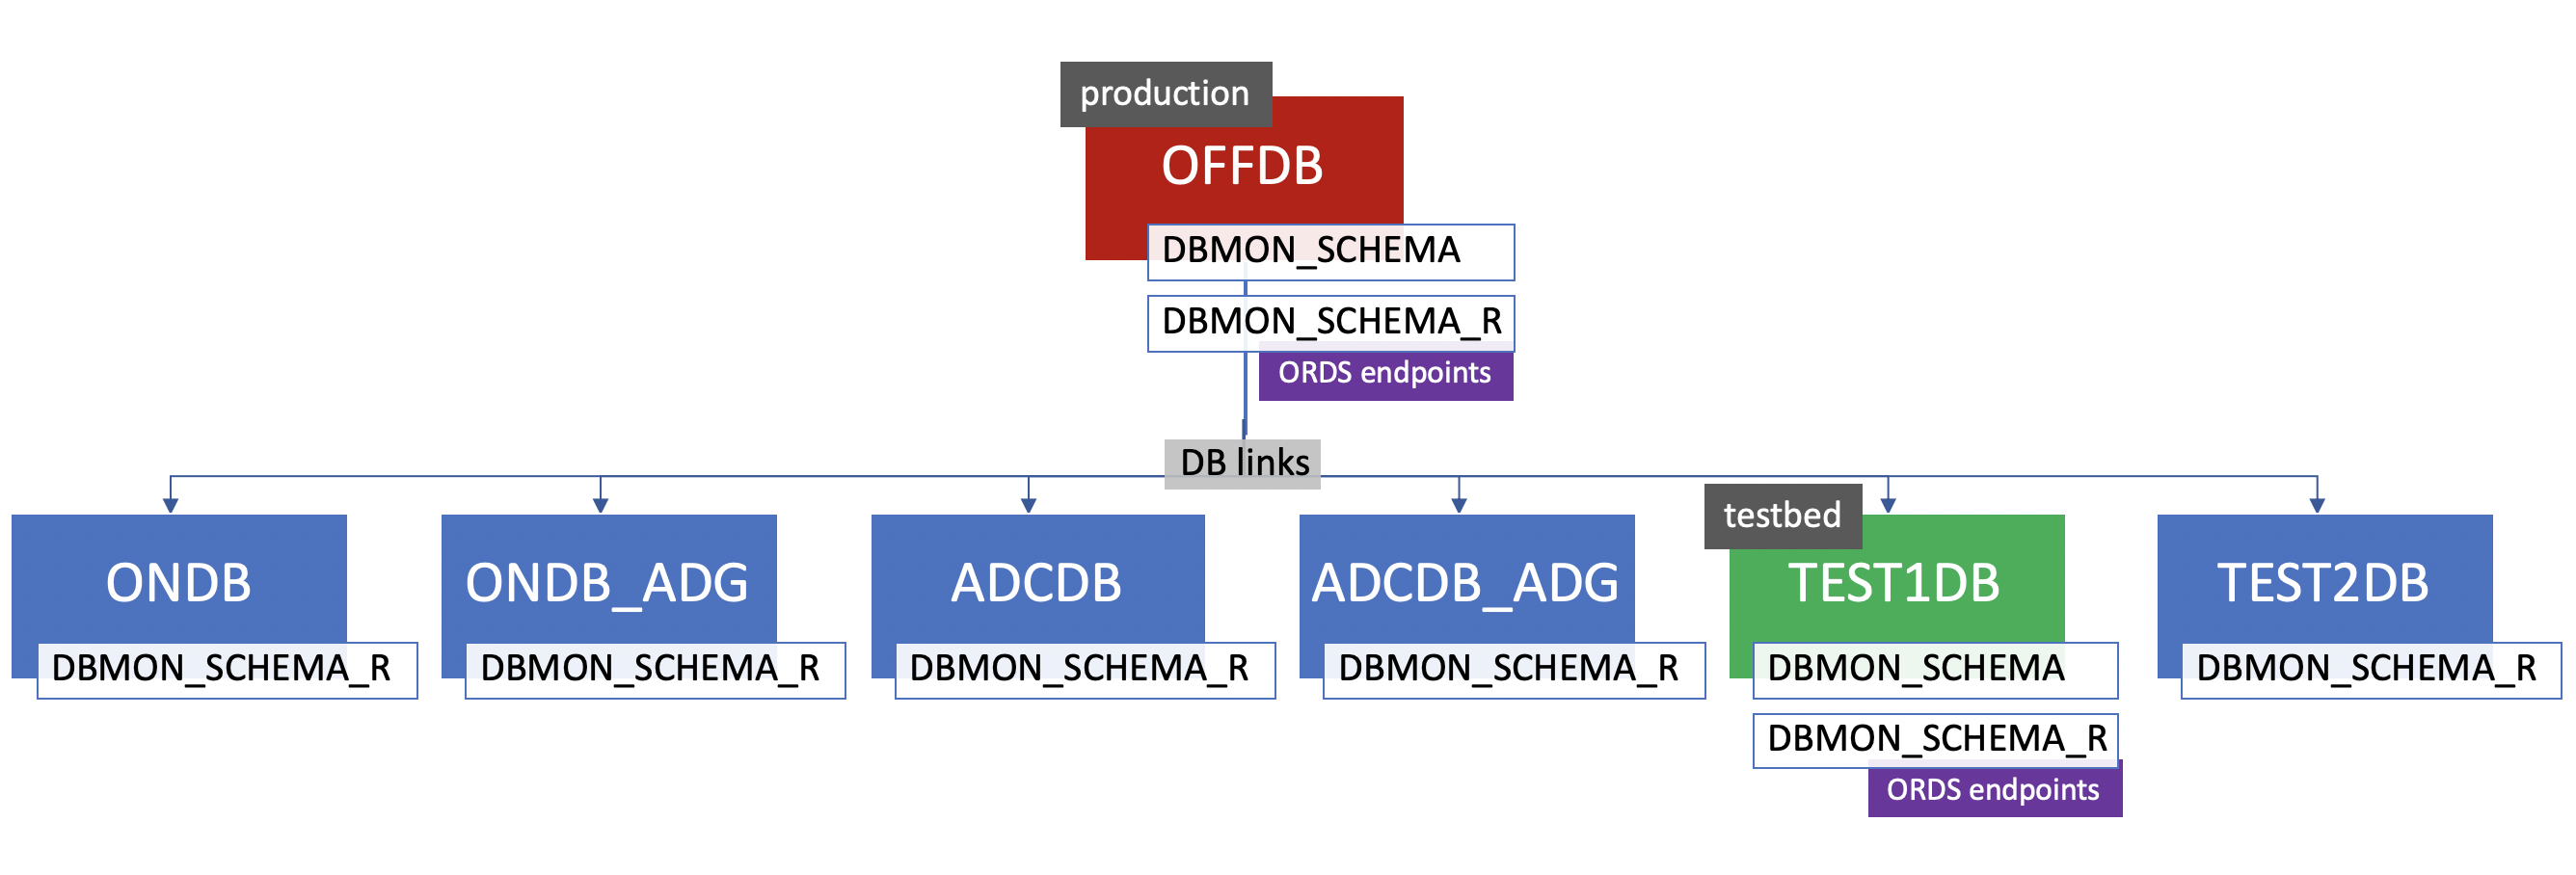 production
OFFDB
DBMON_SCHEMA
DBMON_SCHEMA_R
ORDS endpoints
DB links
testbed
ONDB
ONDB_ADG
ADCDB
ADCDB_ADG
TEST1DB
TEST2DB
DBMON_SCHEMA_R
DBMON_SCHEMA_R
DBMON_SCHEMA_R
DBMON_SCHEMA_R
DBMON_SCHEMA
DBMON_SCHEMA_R
DBMON_SCHEMA_R
ORDS endpoints